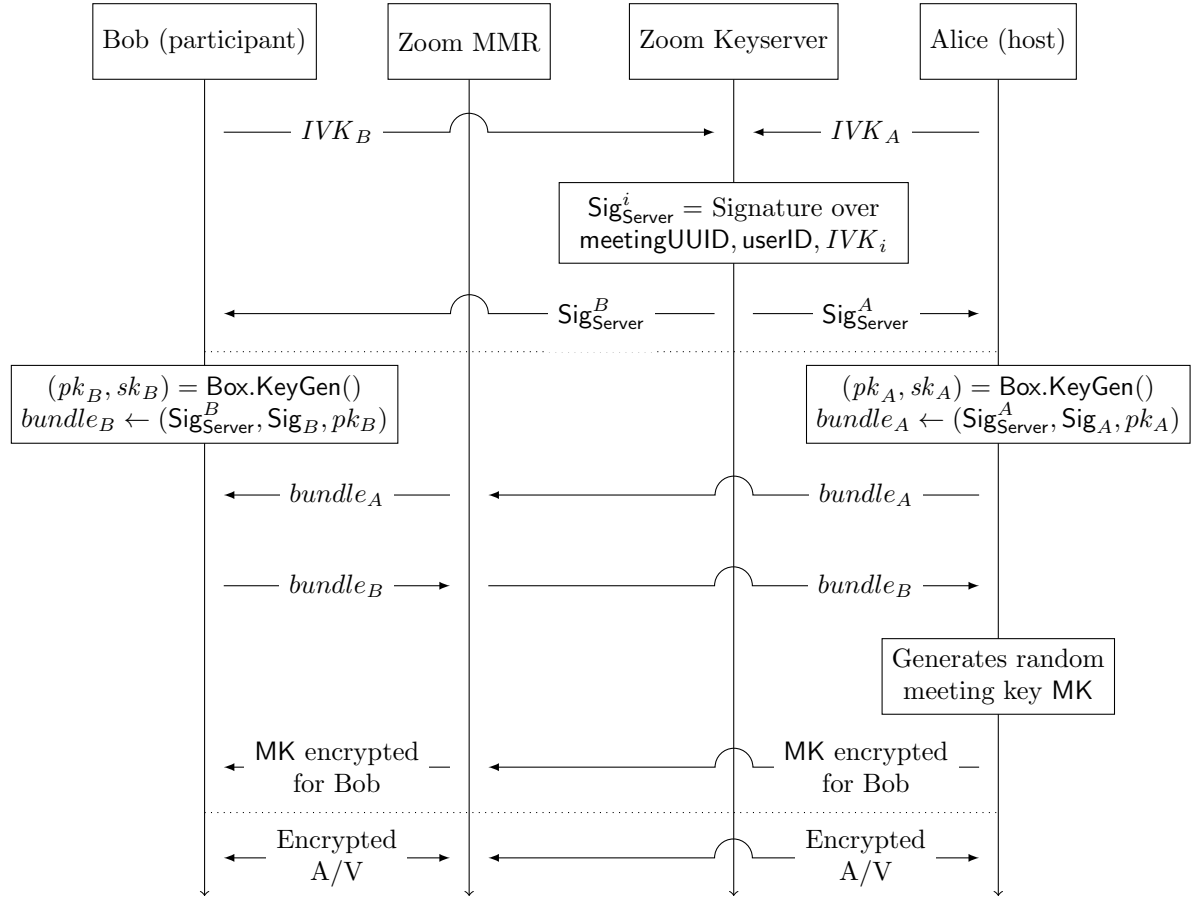 Bob (participant)
Zoom MMR
Zoom Keyserver
Alice (host)
IVK_B
IVK_A
Sig^i_Server = Signature over
meetingUUID, userID, IVK_i
Sig^B_Server
Sig^A_Server
(pk_B, sk_B) = Box.KeyGen()
bundle_B ← (Sig^B_Server, Sig_B, pk_B)
(pk_A, sk_A) = Box.KeyGen()
bundle_A ← (Sig^A_Server, Sig_A, pk_A)
bundle_A
bundle_A
bundle_B
bundle_B
Generates random
meeting key MK
MK encrypted
for Bob
MK encrypted
for Bob
Encrypted
A/V
Encrypted
A/V